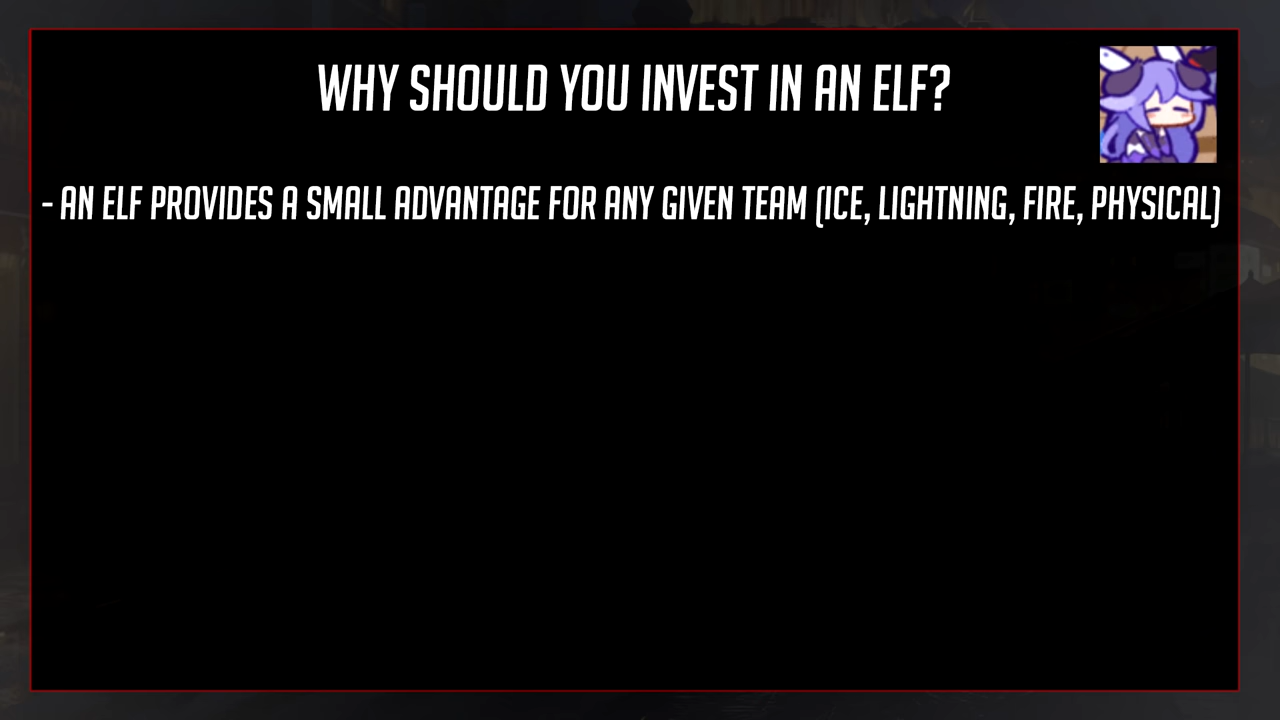 WHY SHOULD YOU INVEST IN AN ELF?
- AN ELF PROVIDES A SMALL ADVANTAGE FOR ANY GIVEN TEAM (ICE, LIGHTNING, FIRE, PHYSICAL)